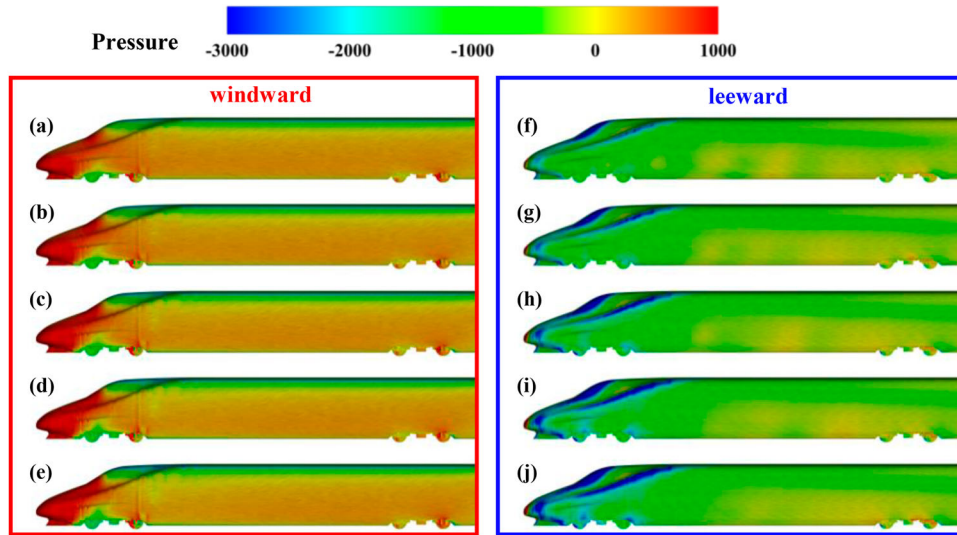 Pressure -3000 -2000 -1000 0 1000
windward
(a)
(b)
(c)
(d)
(e)
leeward
(f)
(g)
(h)
(i)
(j)